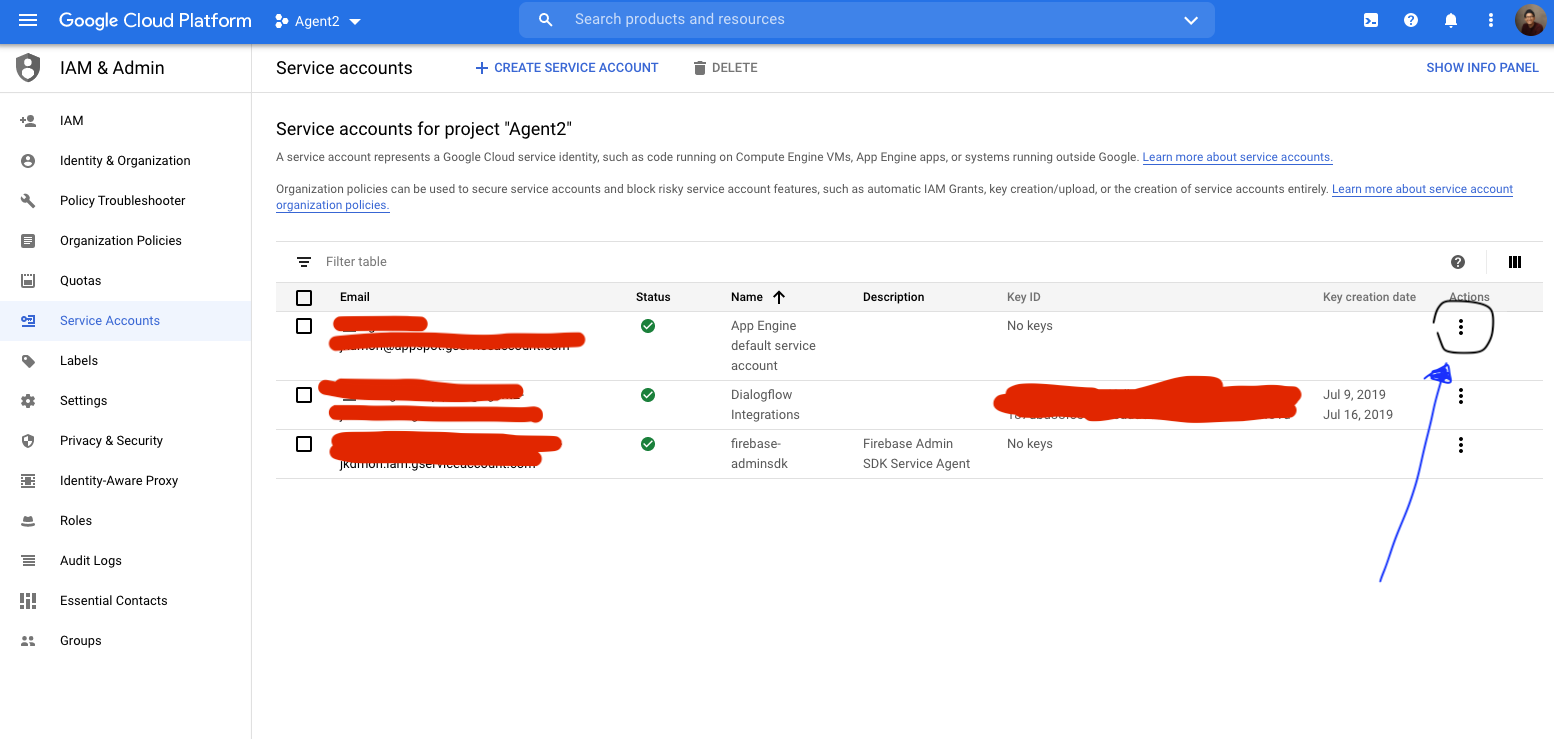 Google Cloud Platform
Agent2
Search products and resources
IAM & Admin
Service accounts
CREATE SERVICE ACCOUNT
DELETE
SHOW INFO PANEL
IAM
Identity & Organization
Policy Troubleshooter
Organization Policies
Quotas
Service Accounts
Labels
Settings
Privacy & Security
Identity-Aware Proxy
Roles
Audit Logs
Essential Contacts
Groups
Service accounts for project "Agent2"
A service account represents a Google Cloud service identity, such as code running on Compute Engine VMs, App Engine apps, or systems running outside Google. Learn more about service accounts.
Organization policies can be used to secure service accounts and block risky service account features, such as automatic IAM Grants, key creation/upload, or the creation of service accounts entirely. Learn more about service account
organization policies.
Filter table
Email Status Name Description Key ID Key creation date Actions
App Engine No keys
default service
account
Dialogflow Jul 9, 2019
Integrations Jul 16, 2019
firebase- Firebase Admin No keys
adminsdk SDK Service Agent